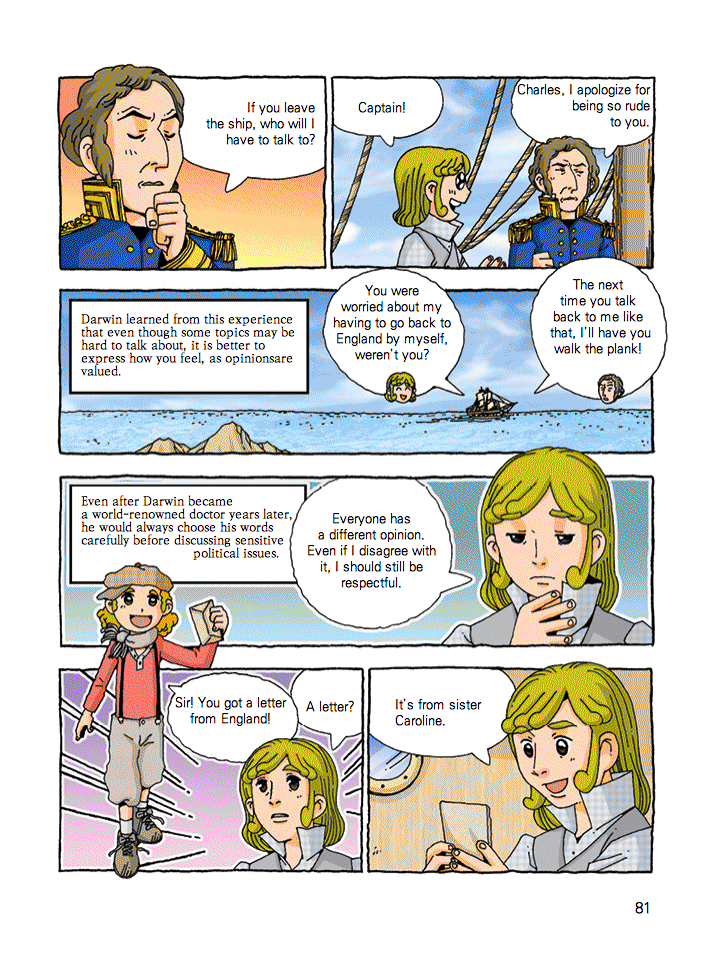 If you leave
the ship, who will I
have to talk to?
Captain!
Charles, I apologize for
being so rude
to you.
Darwin learned from this experience
that even though some topics may be
hard to talk about, it is better to
express how you feel, as opinionsare
valued.
You were
worried about my
having to go back to
England by myself,
weren't you?
The next
time you talk
back to me like
that, I'll have you
walk the plank!
Even after Darwin became
a world-renowned doctor years later,
he would always choose his words
carefully before discussing sensitive
political issues.
Everyone has
a different opinion.
Even if I disagree with
it, I should still be
respectful.
Sir! You got a letter
from England!
A letter?
It's from sister
Caroline.
81